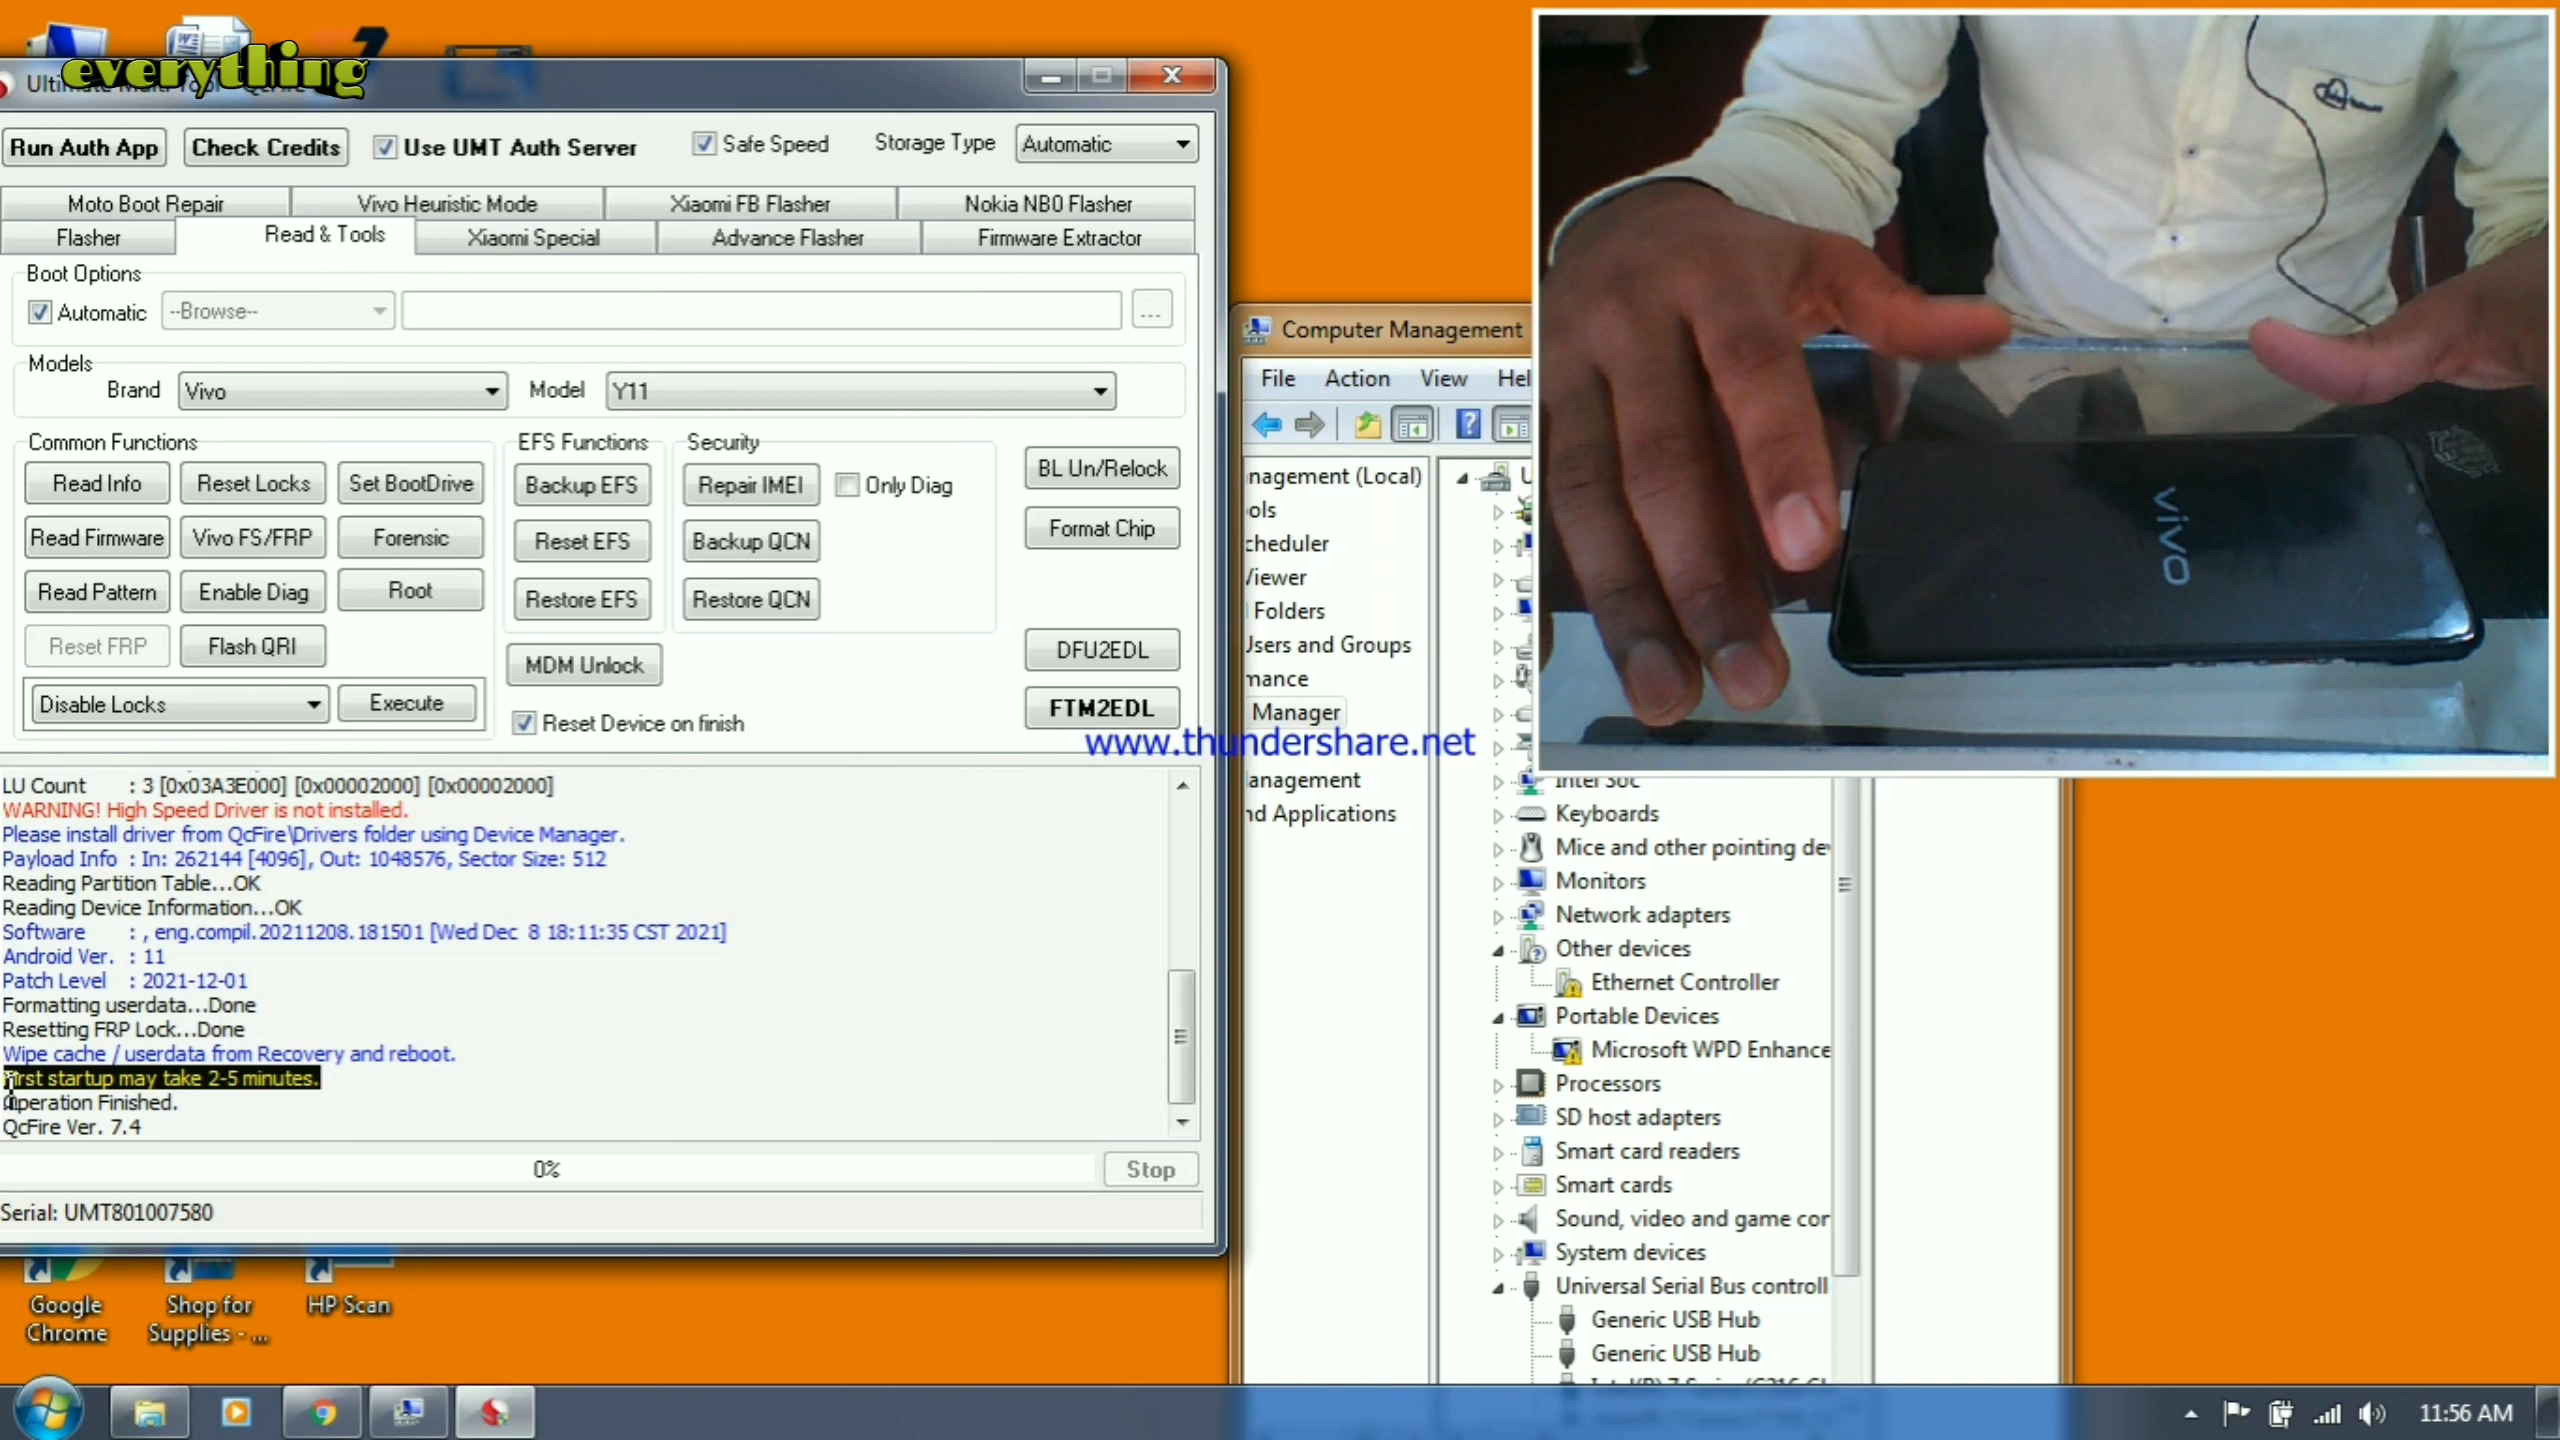 everything
Run Auth App
Check Credits
Use UMT Auth Server
Safe Speed
Storage Type
Automatic
Moto Boot Repair
Vivo Heuristic Mode
Xiaomi FB Flasher
Nokia NB0 Flasher
Flasher
Read & Tools
Xiaomi Special
Advance Flasher
Firmware Extractor
Boot Options
Automatic
--Browse--
...
Models
Brand
Vivo
Model
Y11
Common Functions
EFS Functions
Security
Read Info
Reset Locks
Set BootDrive
Backup EFS
Repair IMEI
Only Diag
BL Un/Relock
Read Firmware
Vivo FS/FRP
Forensic
Reset EFS
Backup QCN
Format Chip
Read Pattern
Enable Diag
Root
Restore EFS
Restore QCN
Reset FRP
Flash QRI
MDM Unlock
DFU2EDL
Disable Locks
Execute
Reset Device on finish
FTM2EDL
www.thundershare.net
LU Count : 3 [0x03A3E000] [0x00002000] [0x00002000]
WARNING! High Speed Driver is not installed.
Please install driver from QcFire\Drivers folder using Device Manager.
Payload Info : In: 262144 [4096], Out: 1048576, Sector Size: 512
Reading Partition Table...OK
Reading Device Information...OK
Software : , eng.compil.20211208.181501 [Wed Dec 8 18:11:35 CST 2021]
Android Ver. : 11
Patch Level : 2021-12-01
Formatting userdata...Done
Resetting FRP Lock...Done
Wipe cache / userdata from Recovery and reboot.
First startup may take 2-5 minutes.
Operation Finished.
QcFire Ver. 7.4
0%
Stop
Serial: UMT801007580
Computer Management
File
Action
View
Hel
nagement (Local)
ols
cheduler
Viewer
Folders
Users and Groups
mance
Manager
anagement
nd Applications
Intel Soc
Keyboards
Mice and other pointing de
Monitors
Network adapters
Other devices
Ethernet Controller
Portable Devices
Microsoft WPD Enhance
Processors
SD host adapters
Smart card readers
Smart cards
Sound, video and game cor
System devices
Universal Serial Bus controll
Generic USB Hub
Generic USB Hub
vivo
Google Chrome
Shop for Supplies - ...
HP Scan
11:56 AM